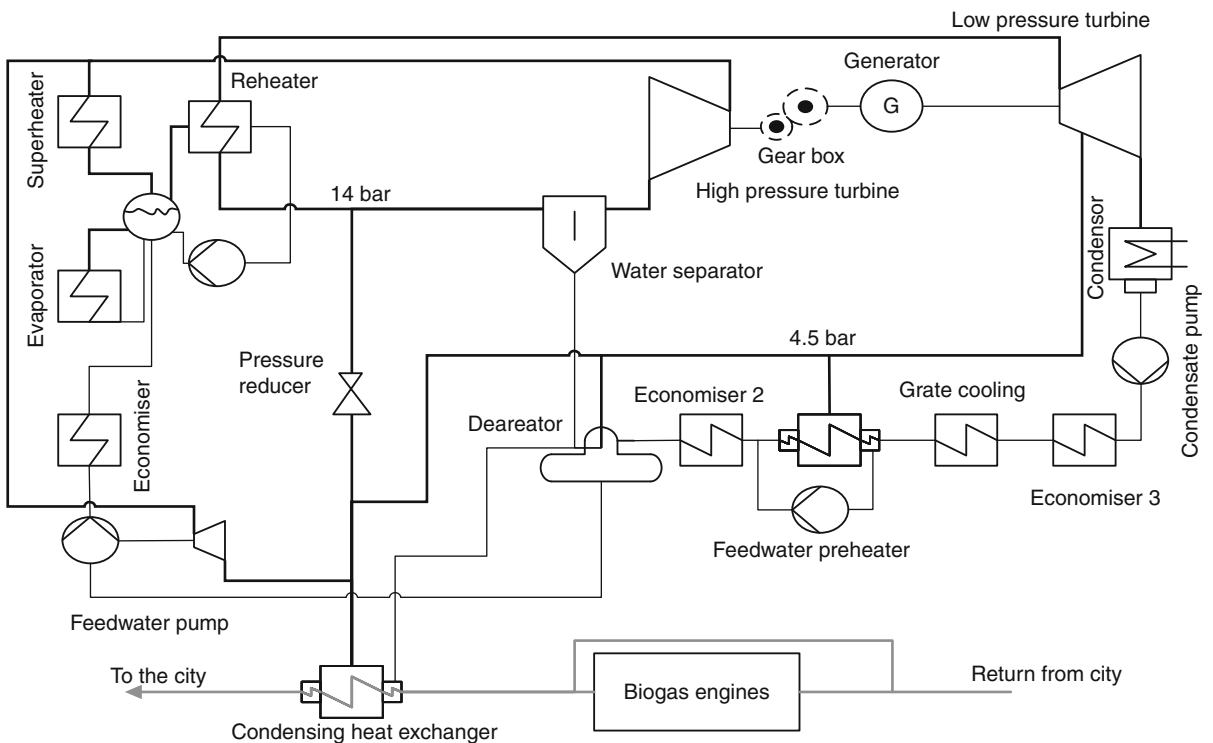 Low pressure turbine
Superheater
Reheater
Generator
G
Gear box
High pressure turbine
14 bar
Evaporator
Water separator
Condensor
Condensate pump
4.5 bar
Pressure
reducer
Economiser
Economiser 2
Grate cooling
Deareator
Economiser 3
Feedwater preheater
Feedwater pump
To the city
Biogas engines
Return from city
Condensing heat exchanger